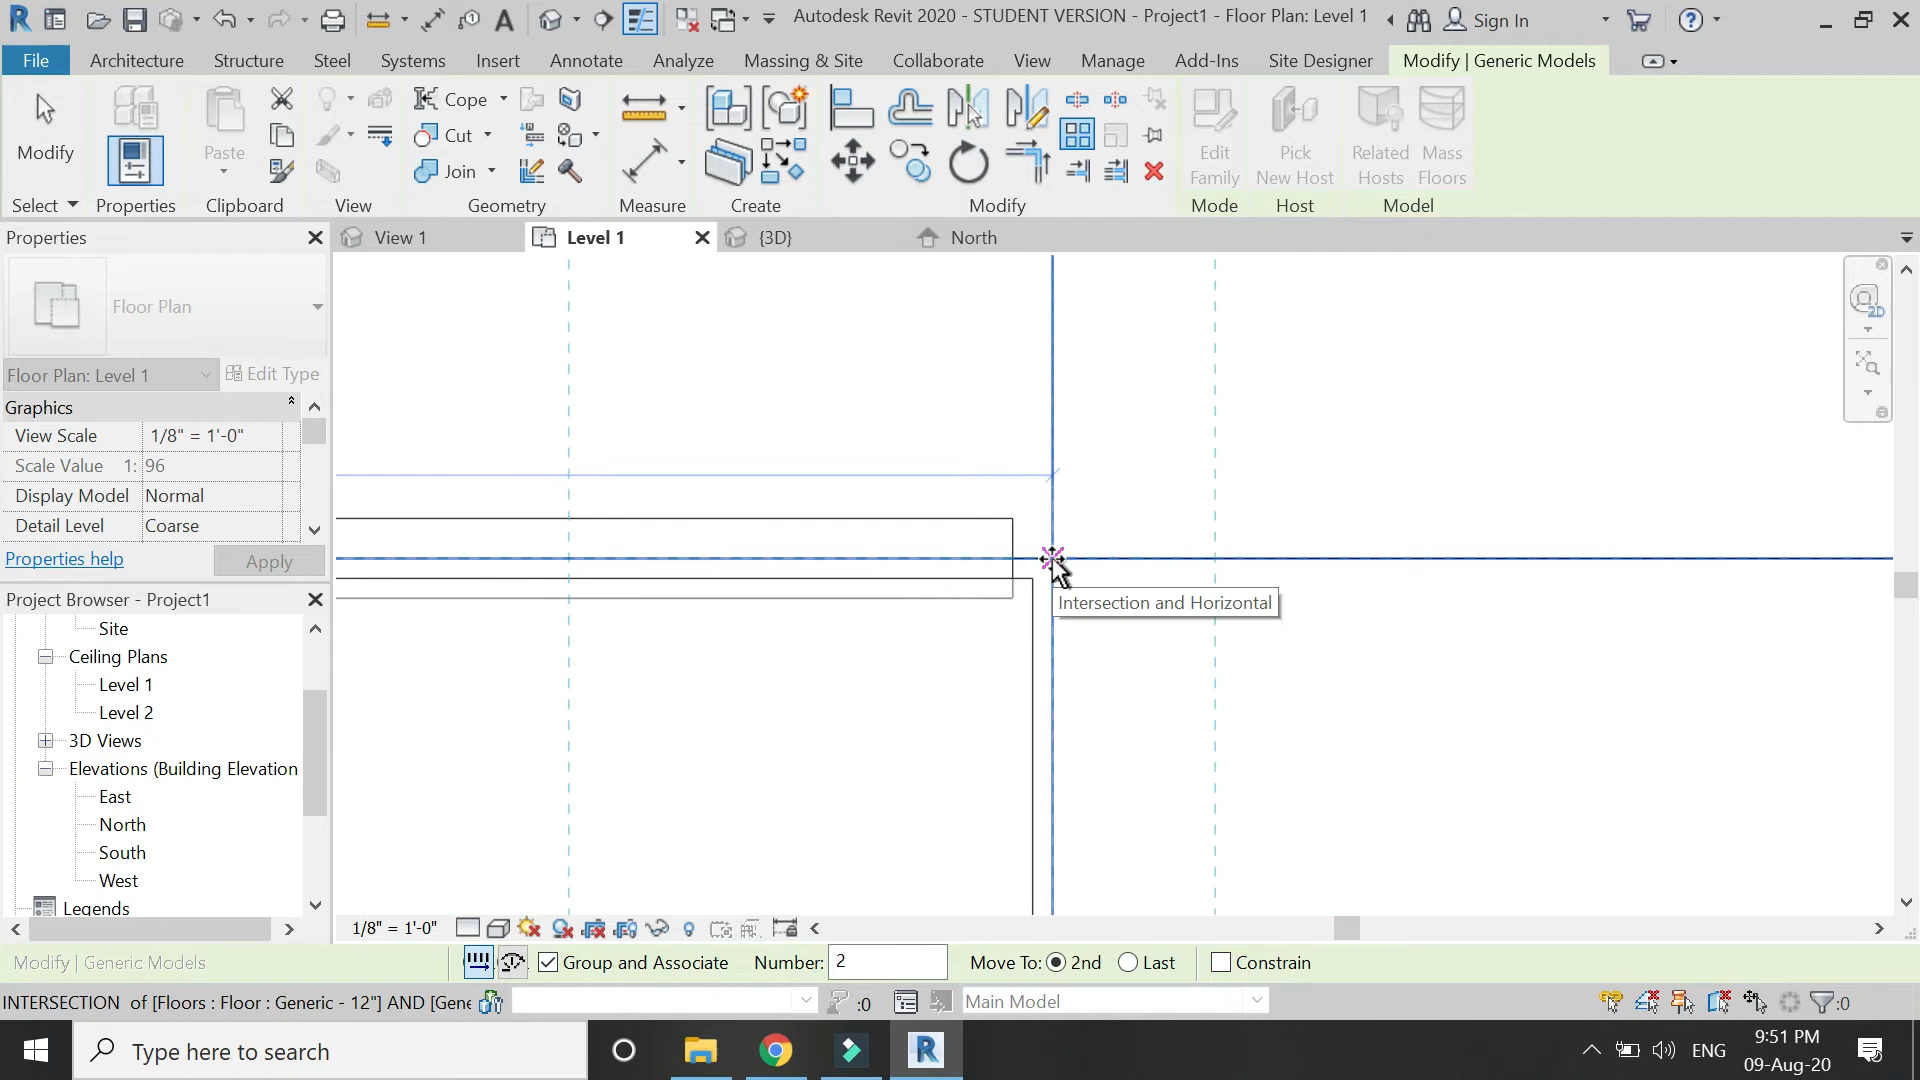 Autodesk Revit 2020 - STUDENT VERSION - Project1 - Floor Plan: Level 1
Sign In
File
Architecture
Structure
Steel
Systems
Insert
Annotate
Analyze
Massing & Site
Collaborate
View
Manage
Add-Ins
Site Designer
Modify | Generic Models
Modify
Paste
Cope
Cut
Join
Edit Family
Pick New Host
Related Hosts
Mass Floors
Select
Properties
Clipboard
View
Geometry
Measure
Create
Modify
Mode
Host
Model
Properties
View 1
Level 1
{3D}
North
Floor Plan
Floor Plan: Level 1
Edit Type
Graphics
View Scale 1/8" = 1'-0"
Scale Value 1: 96
Display Model Normal
Detail Level Coarse
Properties help
Apply
Project Browser - Project1
Site
Ceiling Plans
Level 1
Level 2
3D Views
Elevations (Building Elevation
East
North
South
West
Legends
2D
Intersection and Horizontal
1/8" = 1'-0"
Modify | Generic Models
Group and Associate
Number: 2
Move To: 2nd Last
Constrain
INTERSECTION of [Floors : Floor : Generic - 12"] AND [Gene
:0
Main Model
:0
Type here to search
ENG
9:51 PM
09-Aug-20